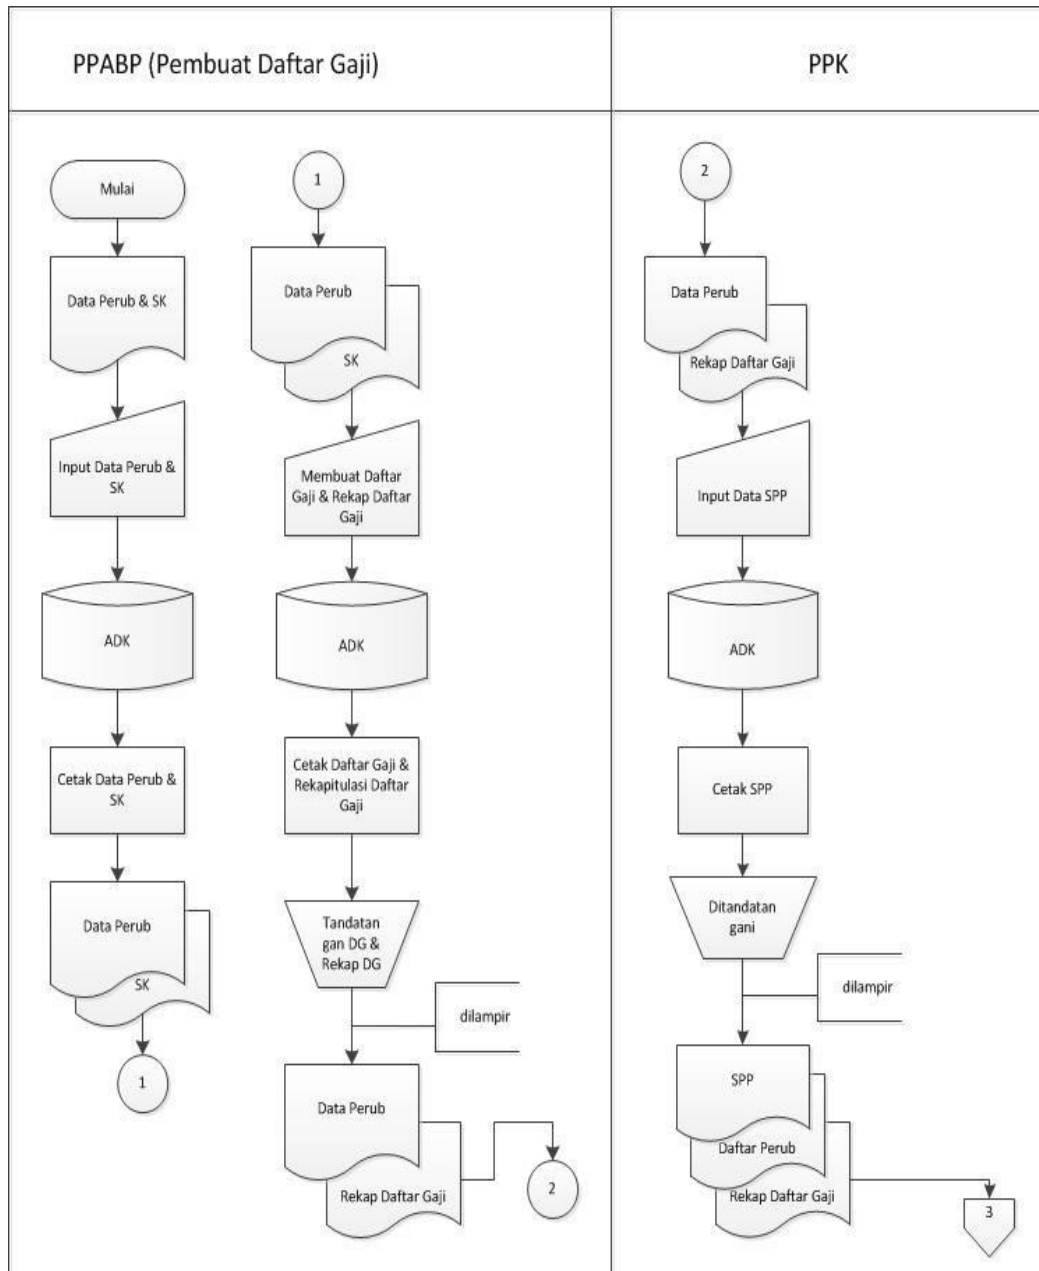 PPABP (Pembuat Daftar Gaji)
PPK
Mulai
Data Perub & SK
Input Data Perub &
SK
ADK
Cetak Data Perub &
SK
Data Perub
SK
1
1
Data Perub
SK
Membuat Daftar
Gaji & Rekap Daftar
Gaji
ADK
Cetak Daftar Gaji &
Rekapitulasi Daftar
Gaji
Tandatan
gan DG &
Rekap DG
dilampir
Data Perub
Rekap Daftar Gaji
2
2
Data Perub
Rekap Daftar Gaji
Input Data SPP
ADK
Cetak SPP
Ditandatan
gani
dilampir
SPP
Daftar Perub
Rekap Daftar Gaji
3